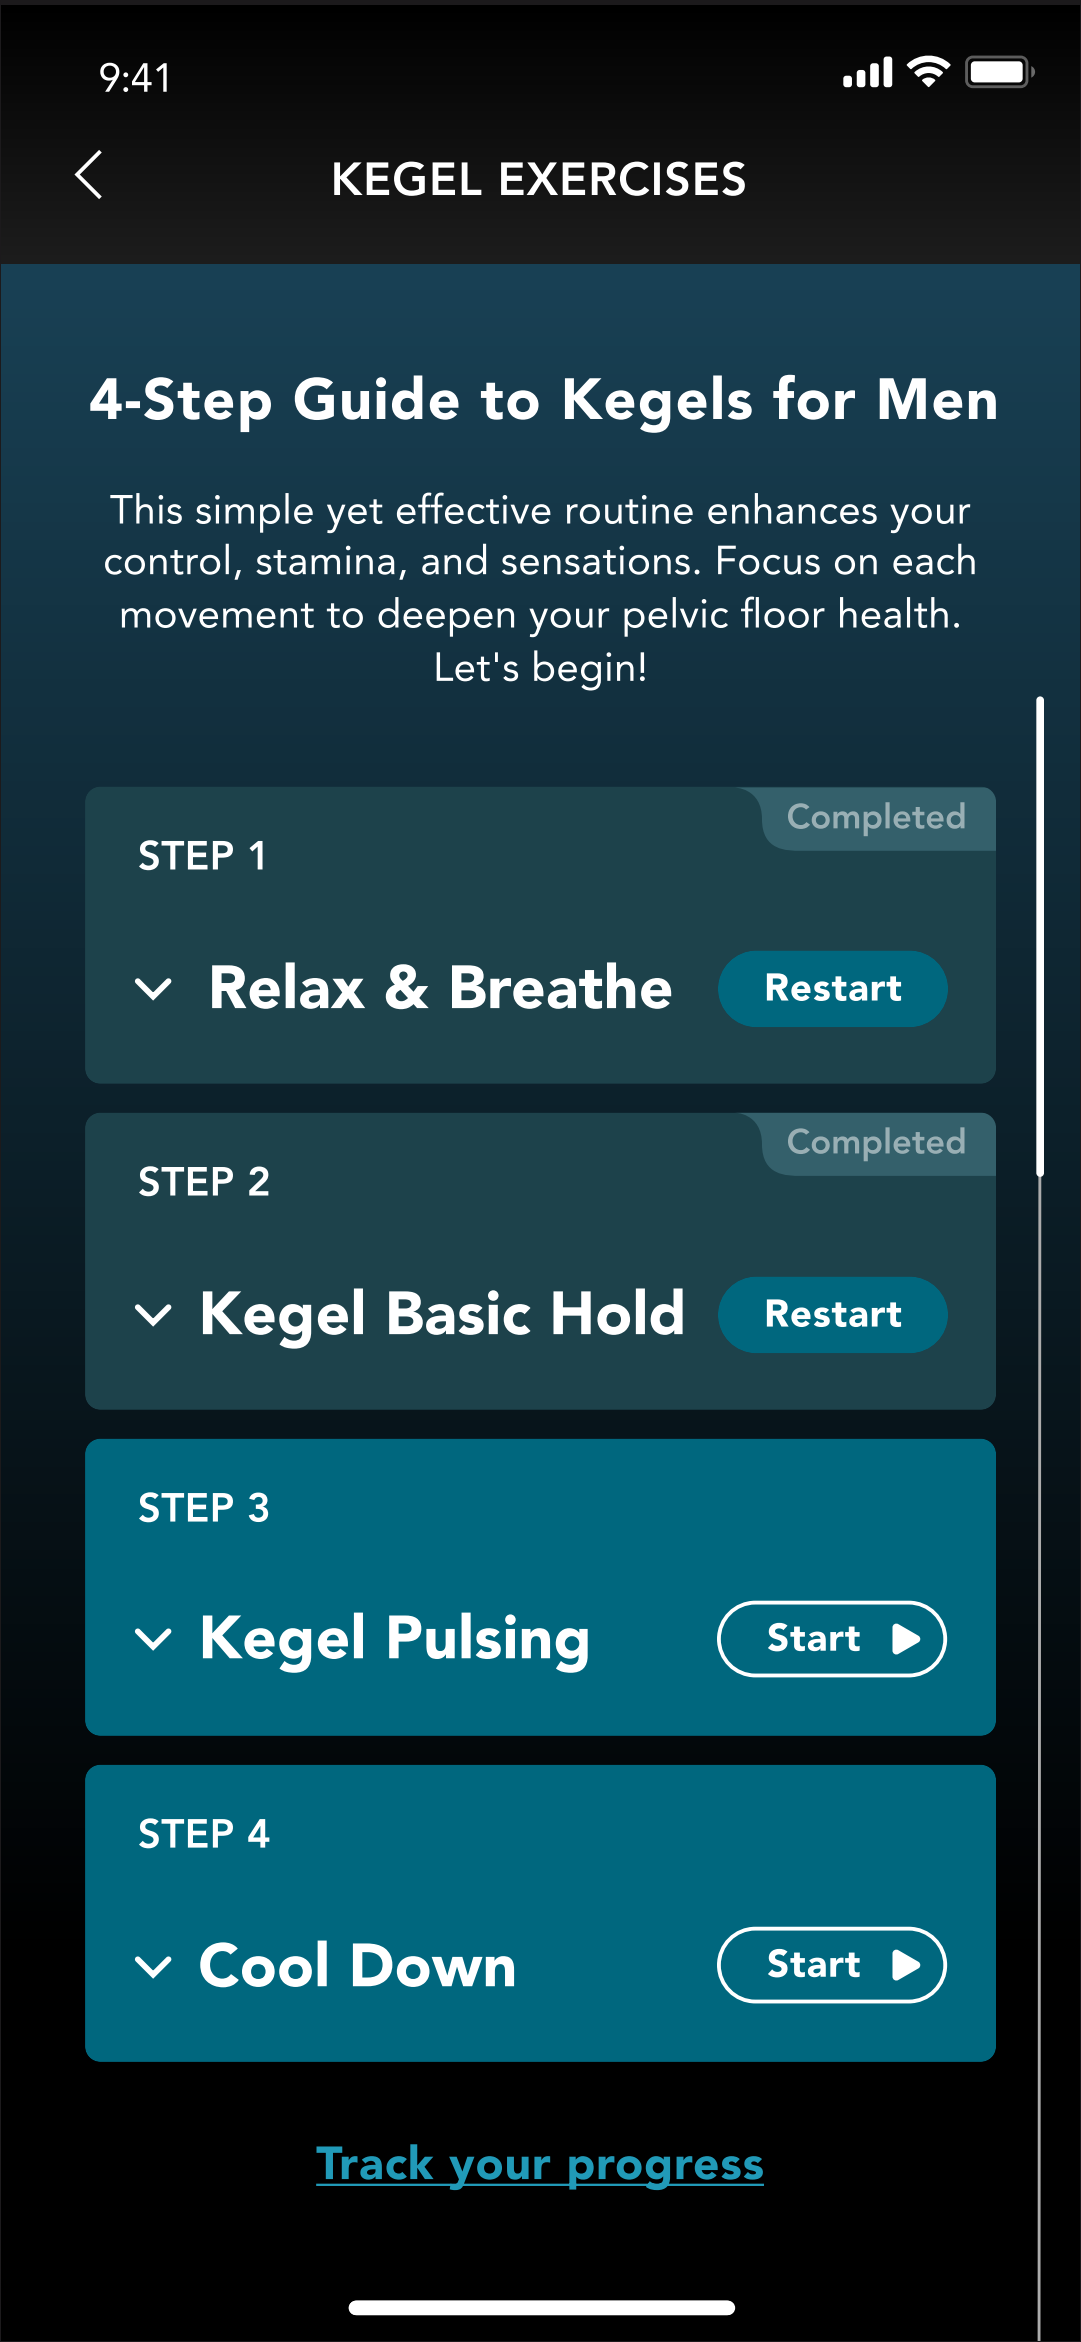 9:41
KEGEL EXERCISES
4-Step Guide to Kegels for Men
This simple yet effective routine enhances your
control, stamina, and sensations. Focus on each
movement to deepen your pelvic floor health.
Let's begin!
Completed
STEP 1
Relax & Breathe
Restart
Completed
STEP 2
Kegel Basic Hold
Restart
STEP 3
Kegel Pulsing
Start
STEP 4
Cool Down
Start
Track your progress